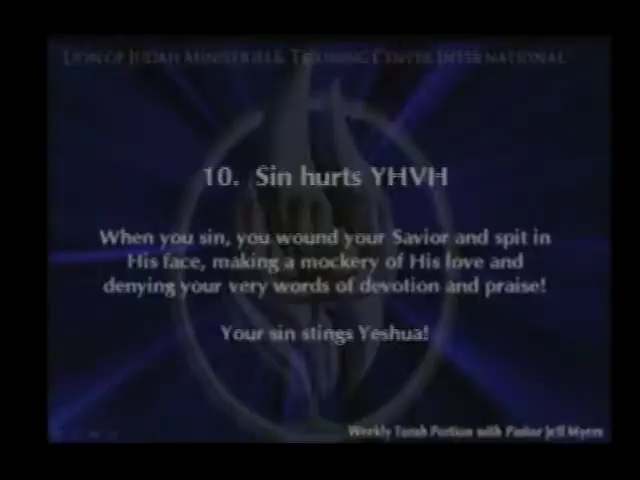 Lion of Judah Ministries & Training Center International
10. Sin hurts YHVH
When you sin, you wound your Savior and spit in
His face, making a mockery of His love and
denying your very words of devotion and praise!
Your sin stings Yeshua!
Weekly Torah Portion with Pastor Jeff Myers